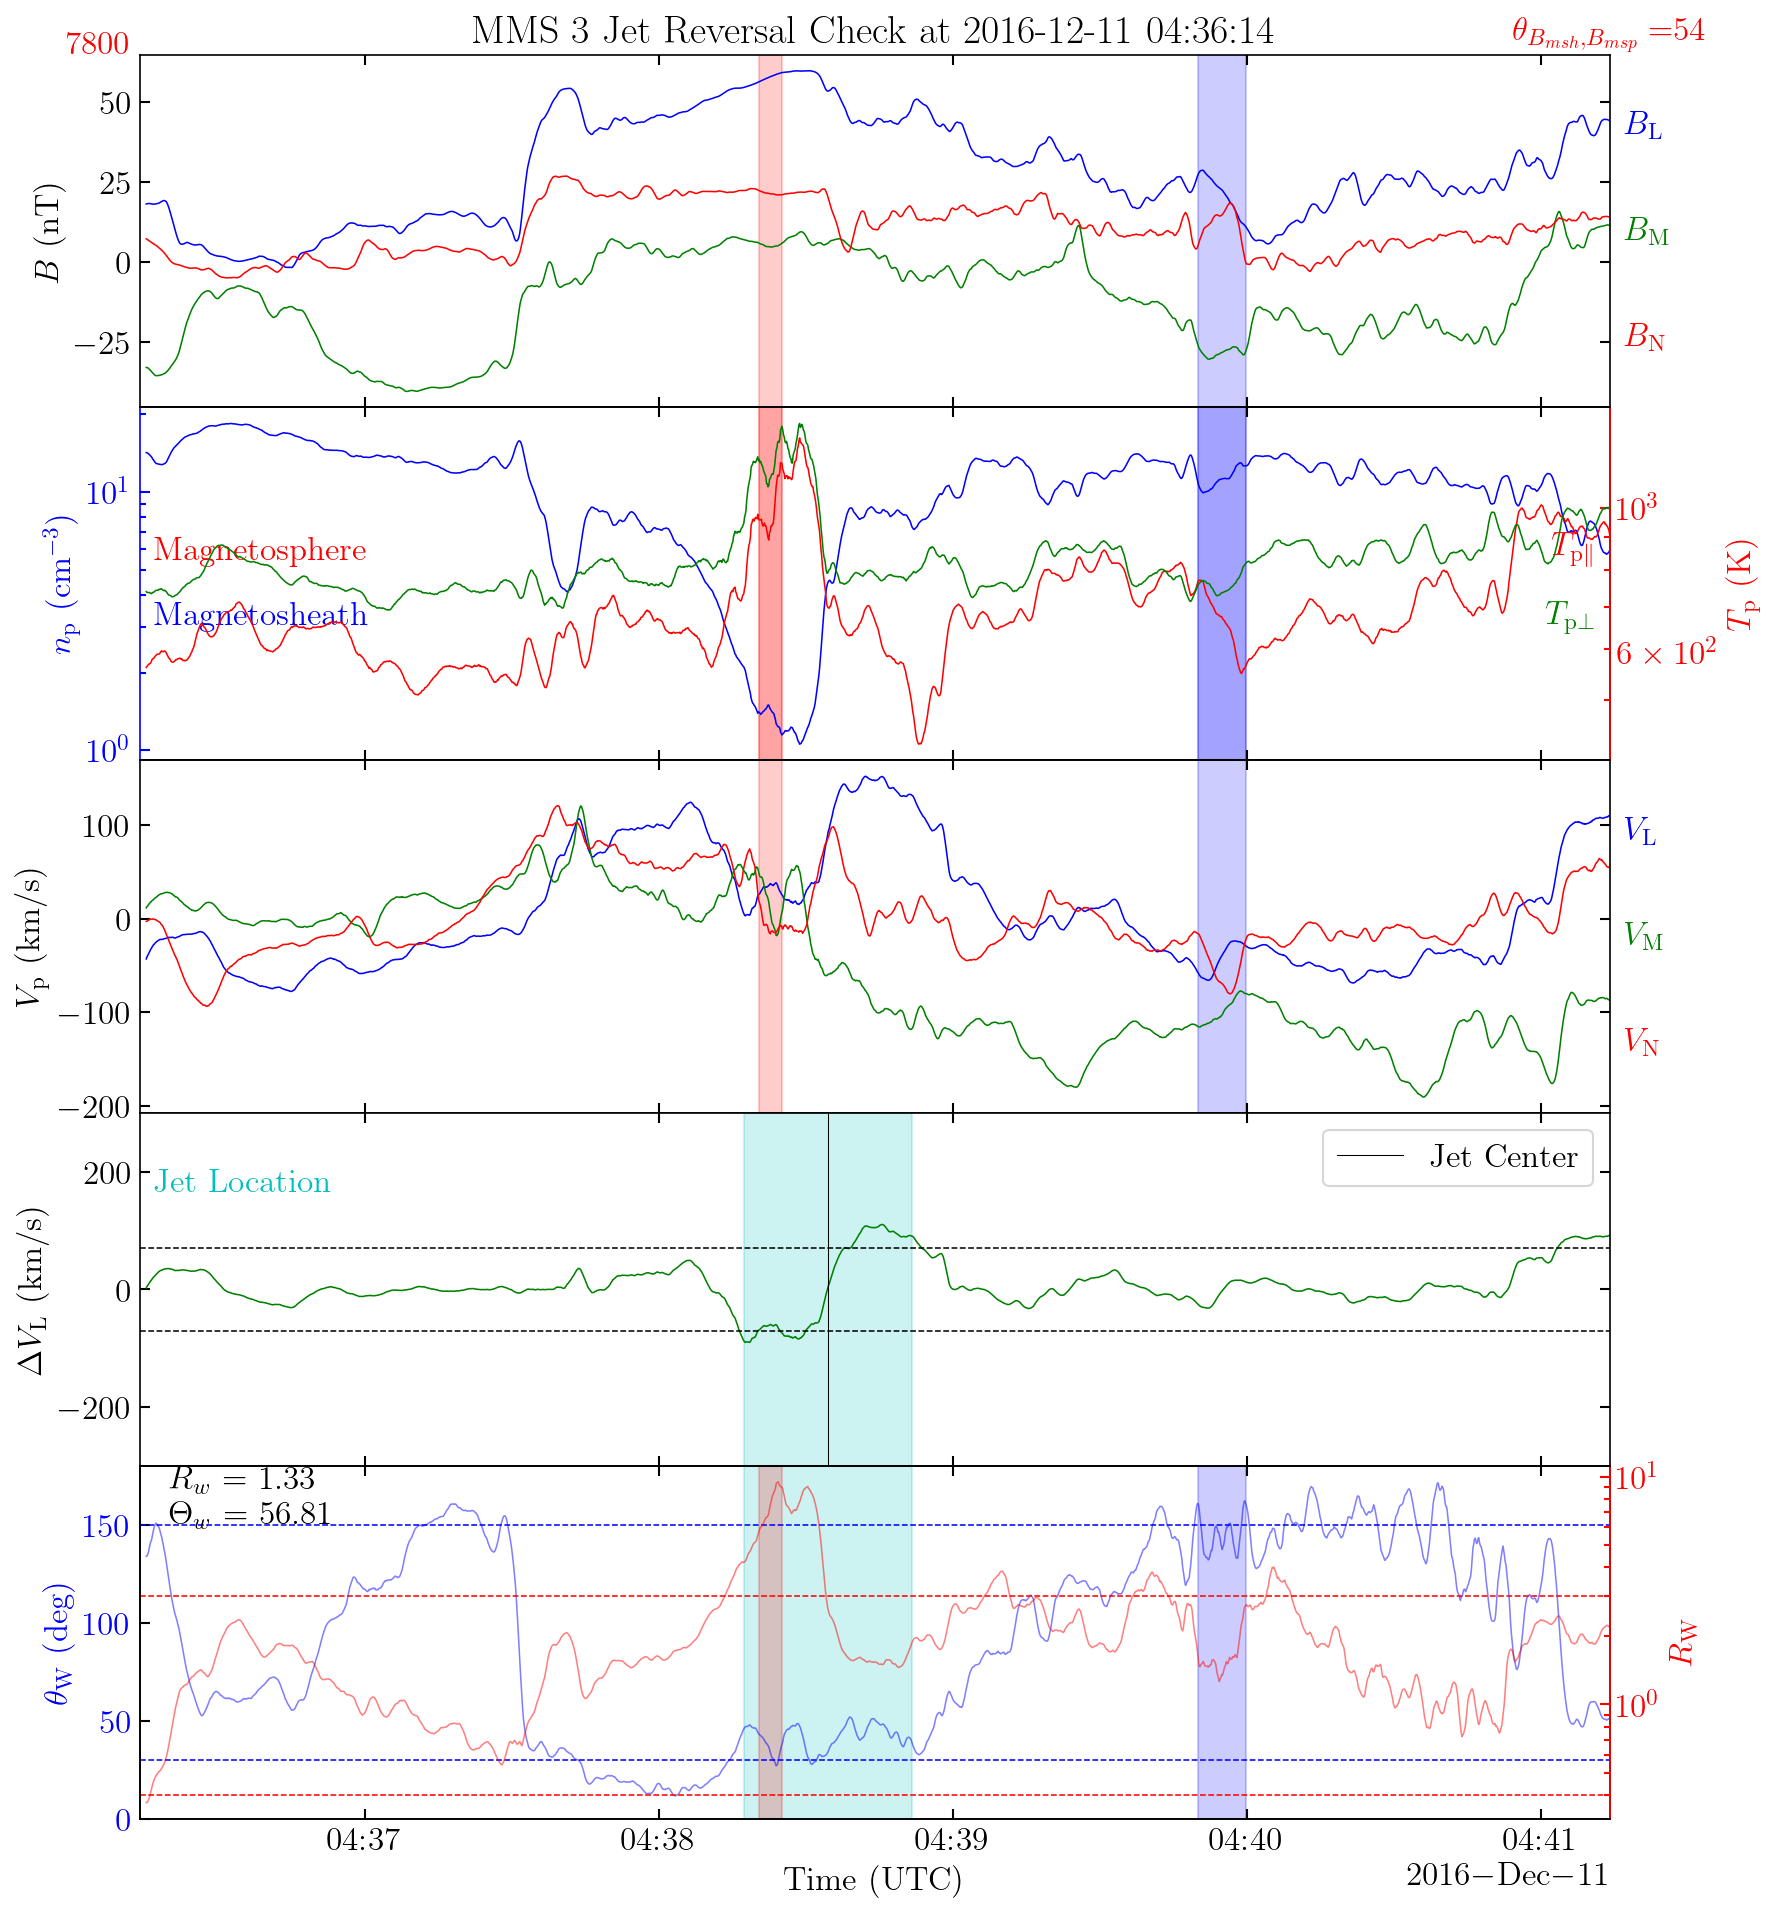 MMS 3 Jet Reversal Check at 2016-12-11 04:36:14
7800
θ_{B_{msh},B_{msp}} =54
50
25
0
−25
B (nT)
B_L
B_M
B_N
10^1
10^0
n_p (cm^{−3})
Magnetosphere
Magnetosheath
10^3
6 × 10^2
T_{p∥}
T_{p⊥}
T_p (K)
100
0
−100
−200
V_p (km/s)
V_L
V_M
V_N
200
0
−200
ΔV_L (km/s)
Jet Location
Jet Center
R_w = 1.33
Θ_w = 56.81
150
100
50
0
θ_W (deg)
10^1
10^0
R_W
04:37
04:38
04:39
04:40
04:41
Time (UTC)
2016−Dec−11